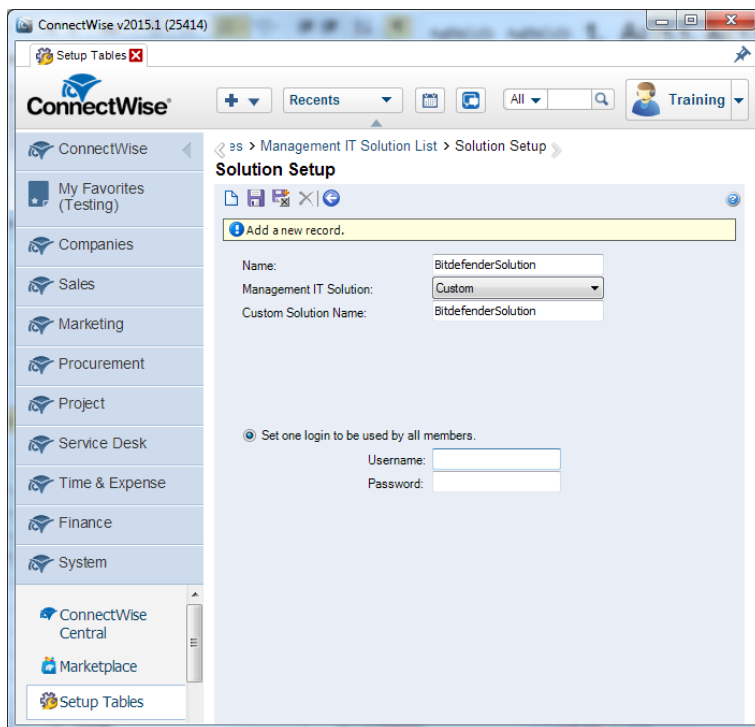 ConnectWise v2015.1 (25414)
Setup Tables
ConnectWise
Recents
All
Training
ConnectWise
es > Management IT Solution List > Solution Setup
Solution Setup
My Favorites
(Testing)
Add a new record.
Companies
Name: BitdefenderSolution
Sales
Management IT Solution: Custom
Custom Solution Name: BitdefenderSolution
Marketing
Procurement
Project
Service Desk
Set one login to be used by all members.
Username:
Time & Expense
Password:
Finance
System
ConnectWise
Central
Marketplace
Setup Tables